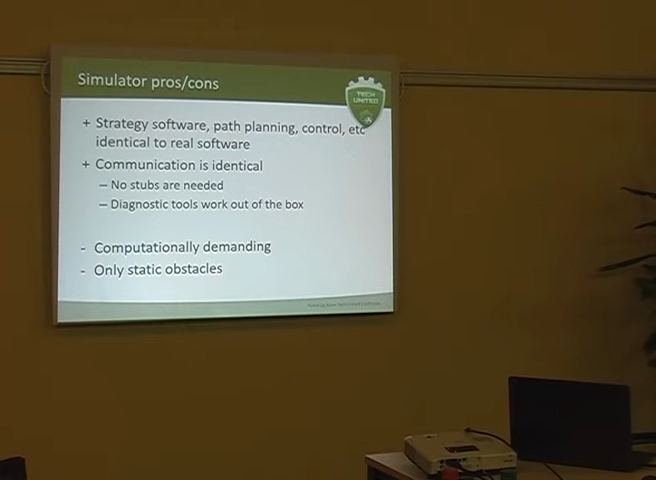 Simulator pros/cons
TECH
UNITED
+ Strategy software, path planning, control, etc
identical to real software
+ Communication is identical
– No stubs are needed
– Diagnostic tools work out of the box
- Computationally demanding
- Only static obstacles